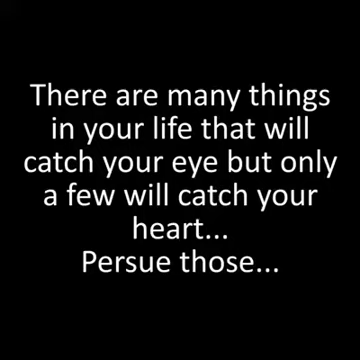 There are many things
in your life that will
catch your eye but only
a few will catch your
heart...
Persue those...